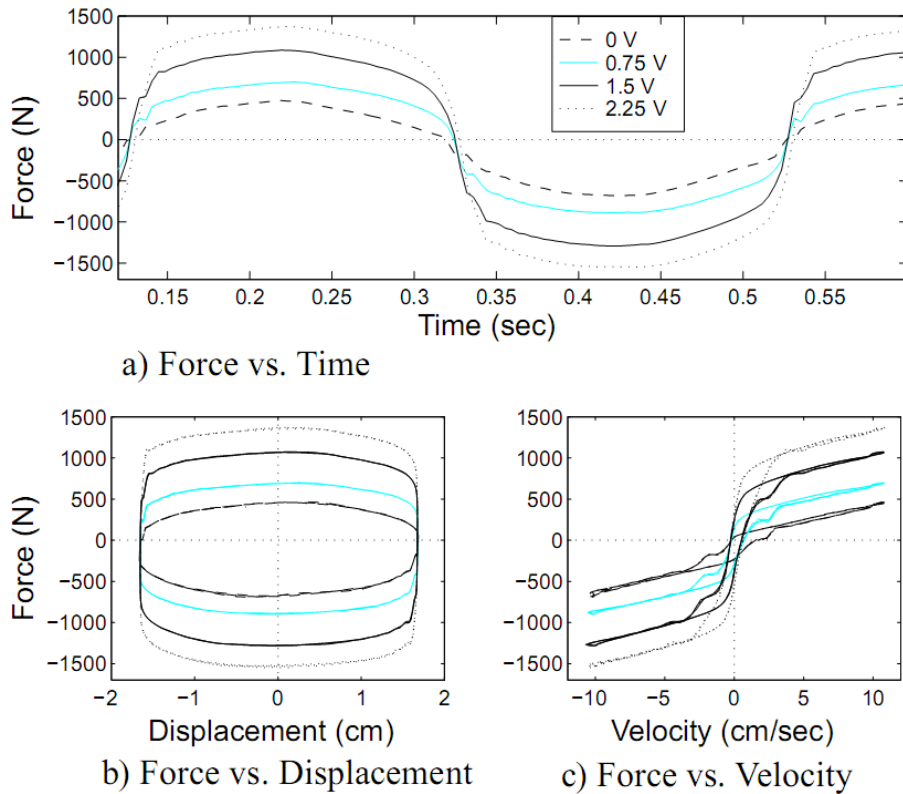 1500
1000
500
0
−500
−1000
−1500
Force (N)
0 V
0.75 V
1.5 V
2.25 V
0.15 0.2 0.25 0.3 0.35 0.4 0.45 0.5 0.55
Time (sec)
a) Force vs. Time
1500
1000
500
0
−500
−1000
−1500
Force (N)
−2 −1 0 1 2
Displacement (cm)
b) Force vs. Displacement
1500
1000
500
0
−500
−1000
−1500
−10 −5 0 5 10
Velocity (cm/sec)
c) Force vs. Velocity